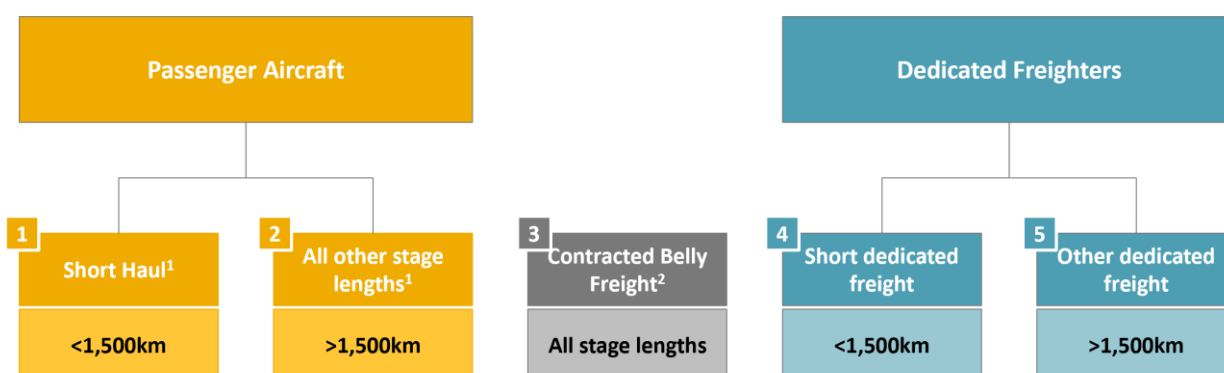 Passenger Aircraft
Dedicated Freighters
1
Short Haul¹
<1,500km
2
All other stage
lengths¹
>1,500km
3
Contracted Belly
Freight²
All stage lengths
4
Short dedicated
freight
<1,500km
5
Other dedicated
freight
>1,500km